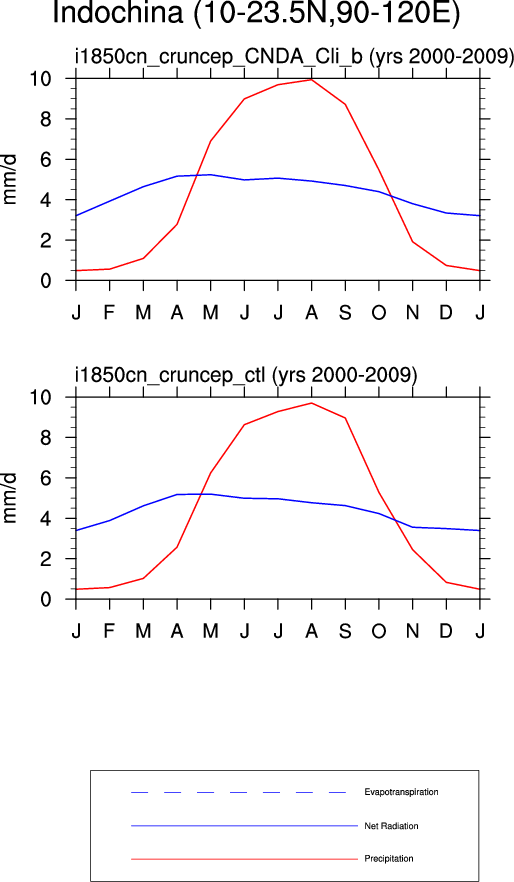 Indochina (10-23.5N,90-120E)
i1850cn_cruncep_CNDA_Cli_b (yrs 2000-2009)
10
8
6
4
2
0
mm/d
J F M A M J J A S O N D J
i1850cn_cruncep_ctl (yrs 2000-2009)
10
8
6
4
2
0
mm/d
J F M A M J J A S O N D J
Evapotranspiration
Net Radiation
Precipitation